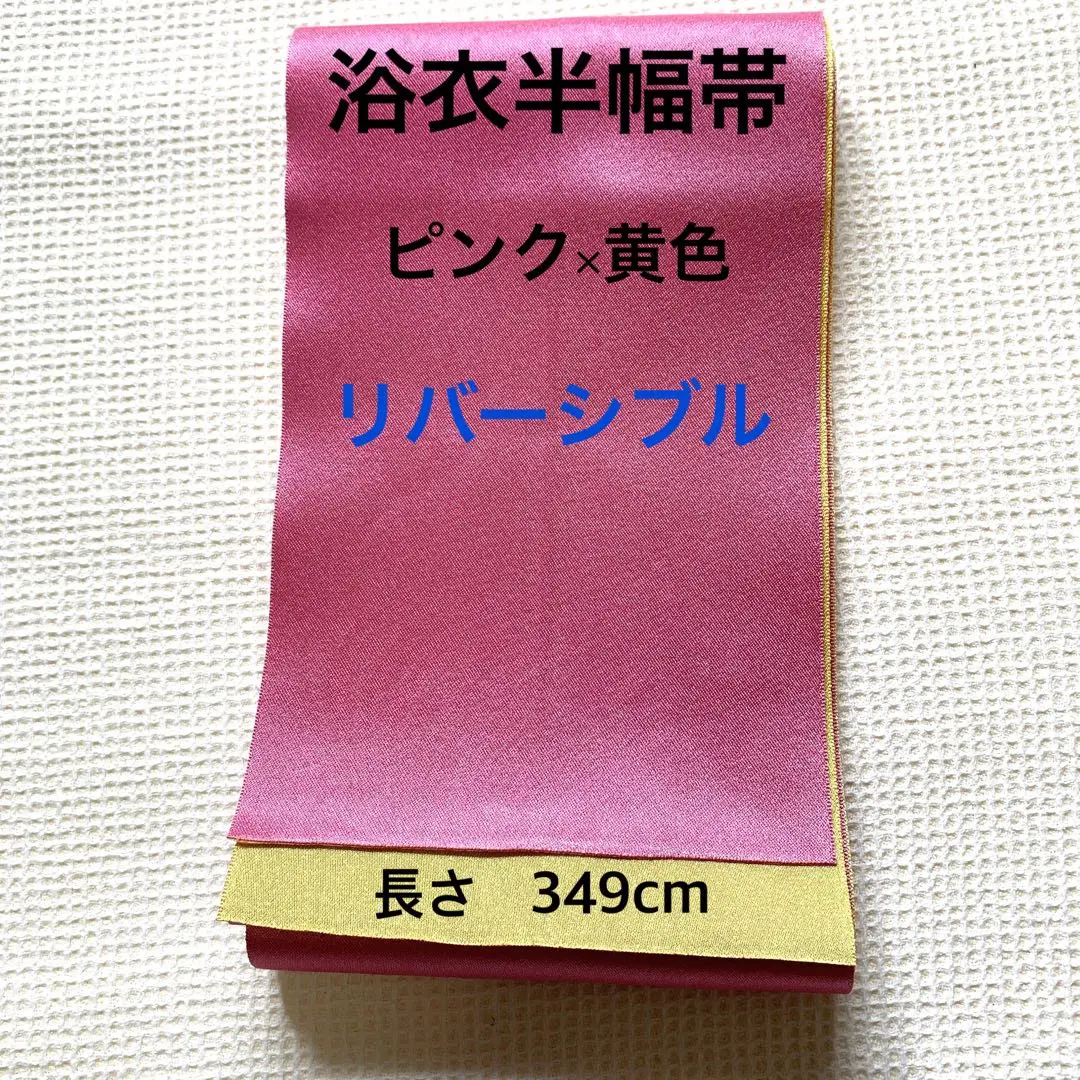 浴衣半幅帯
ピンク×黄色
リバーシブル
長さ　349cm